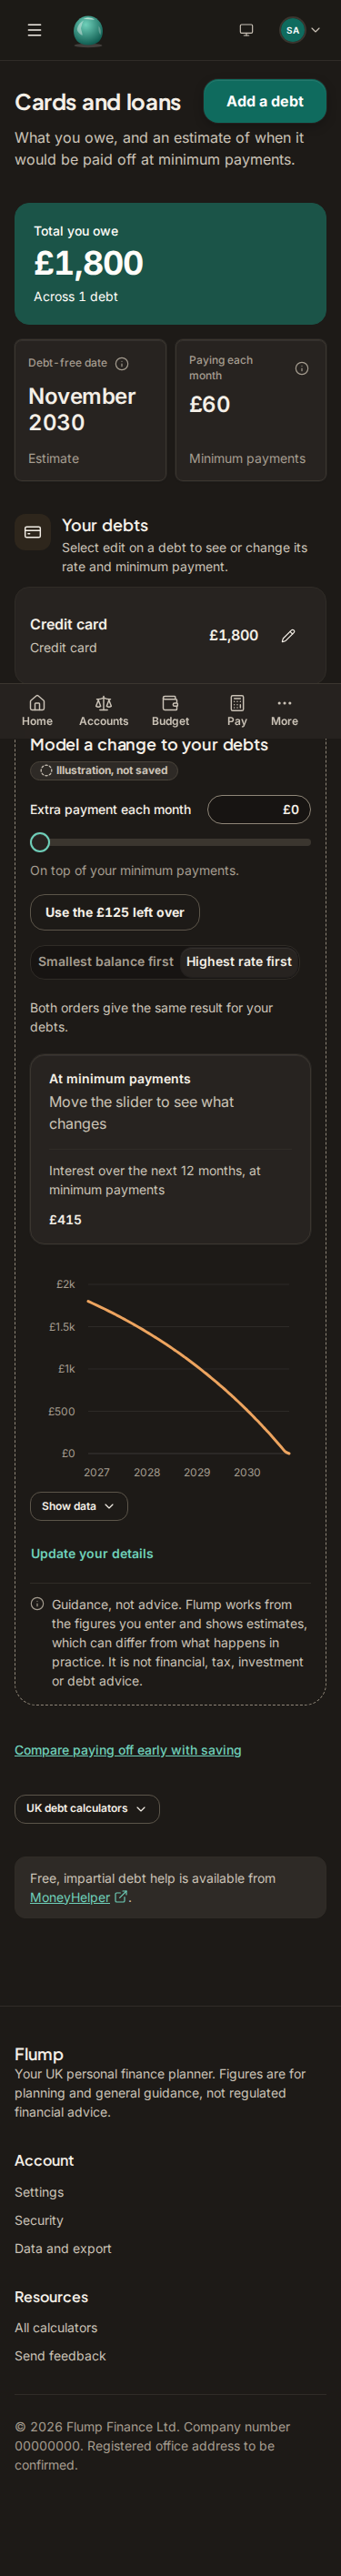 SA
Cards and loans
Add a debt
What you owe, and an estimate of when it
would be paid off at minimum payments.
Total you owe
£1,800
Across 1 debt
Debt-free date
November
2030
Estimate
Paying each
month
£60
Minimum payments
Your debts
Select edit on a debt to see or change its
rate and minimum payment.
Credit card
Credit card
£1,800
Home
Accounts
Budget
Pay
More
Model a change to your debts
Illustration, not saved
Extra payment each month
£0
On top of your minimum payments.
Use the £125 left over
Smallest balance first
Highest rate first
Both orders give the same result for your
debts.
At minimum payments
Move the slider to see what
changes
Interest over the next 12 months, at
minimum payments
£415
£2k
£1.5k
£1k
£500
£0
2027 2028 2029 2030
Show data
Update your details
Guidance, not advice. Flump works from
the figures you enter and shows estimates,
which can differ from what happens in
practice. It is not financial, tax, investment
or debt advice.
Compare paying off early with saving
UK debt calculators
Free, impartial debt help is available from
MoneyHelper.
Flump
Your UK personal finance planner. Figures are for
planning and general guidance, not regulated
financial advice.
Account
Settings
Security
Data and export
Resources
All calculators
Send feedback
© 2026 Flump Finance Ltd. Company number
00000000. Registered office address to be
confirmed.